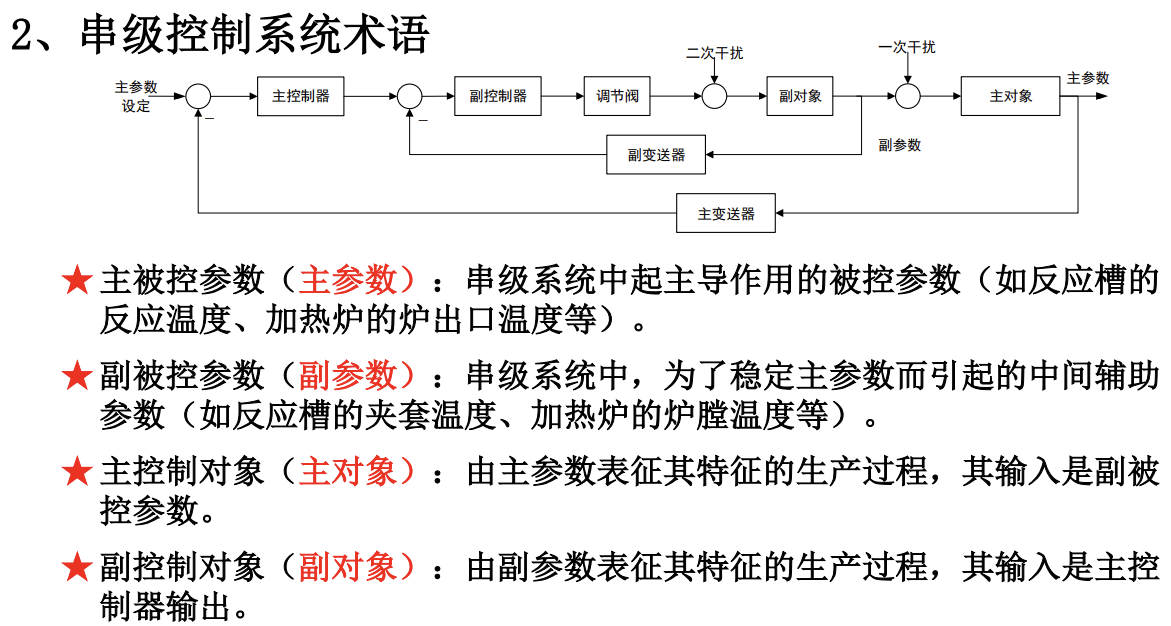 2、串级控制系统术语
二次干扰
一次干扰
主参数
设定
主控制器
副控制器
调节阀
副对象
主对象
主参数
副变送器
副参数
主变送器
★主被控参数（主参数）：串级系统中起主导作用的被控参数（如反应槽的
反应温度、加热炉的炉出口温度等）。
★副被控参数（副参数）：串级系统中，为了稳定主参数而引起的中间辅助
参数（如反应槽的夹套温度、加热炉的炉膛温度等）。
★主控制对象（主对象）：由主参数表征其特征的生产过程，其输入是副被
控参数。
★副控制对象（副对象）：由副参数表征其特征的生产过程，其输入是主控
制器输出。